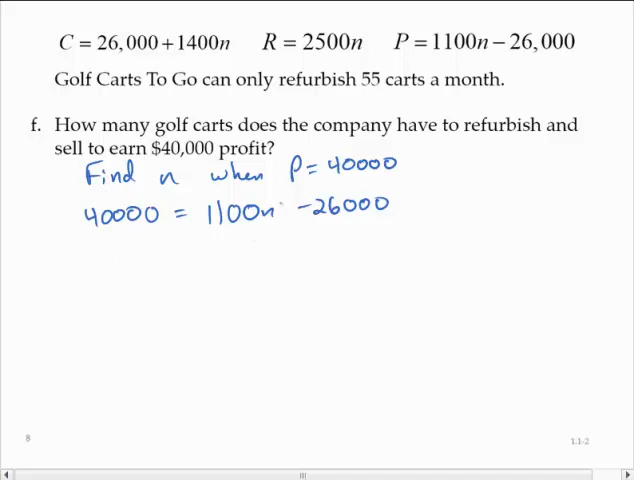 C = 26,000 + 1400n R = 2500n P = 1100n − 26,000
Golf Carts To Go can only refurbish 55 carts a month.
f. How many golf carts does the company have to refurbish and
sell to earn $40,000 profit?
Find n when P = 40000
40000 = 1100n − 26000
8 1.1-2